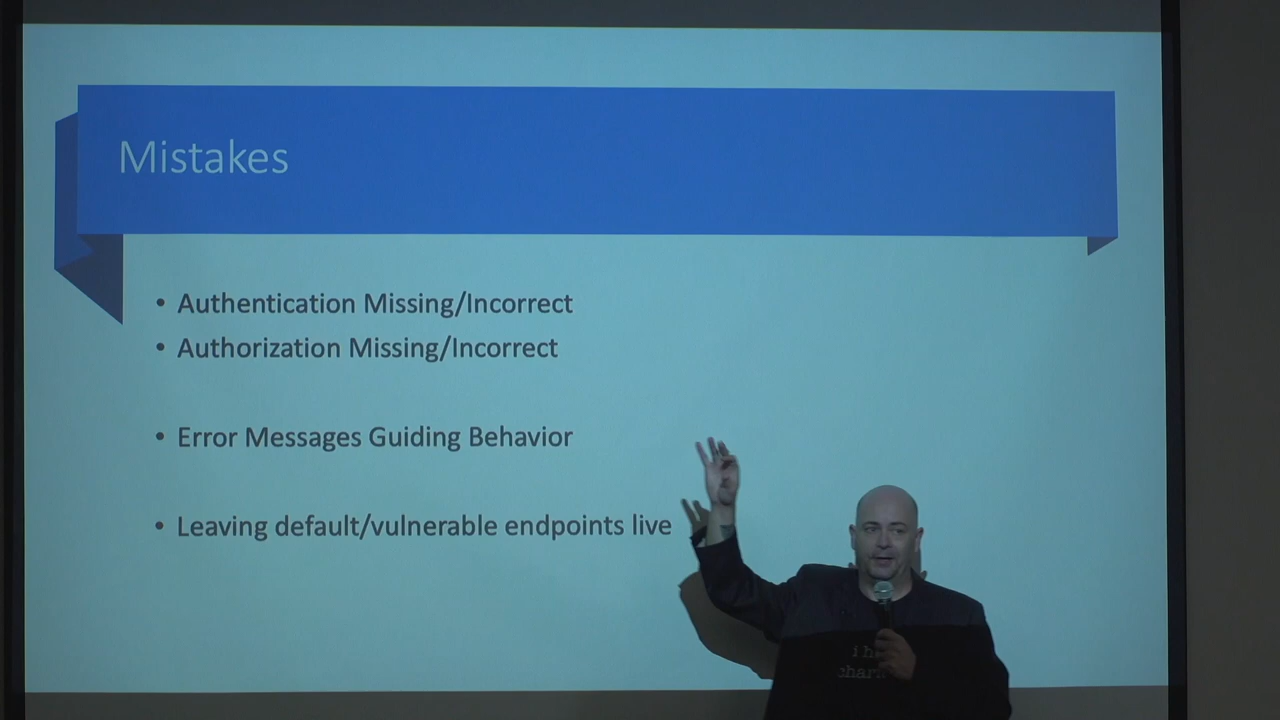 Mistakes
• Authentication Missing/Incorrect
• Authorization Missing/Incorrect
• Error Messages Guiding Behavior
• Leaving default/vulnerable endpoints live
i